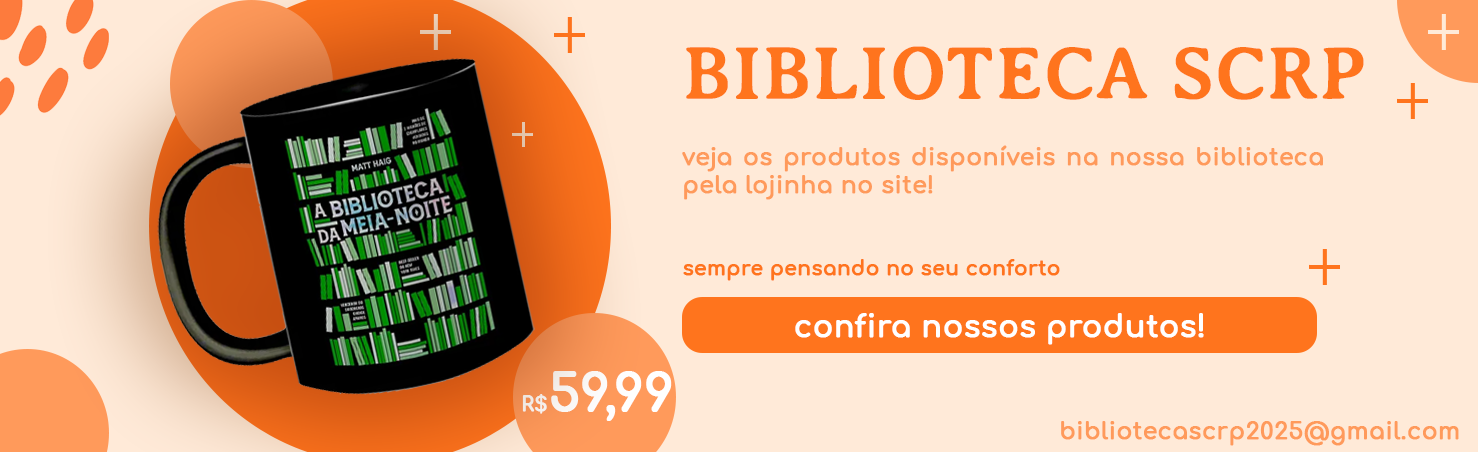 BIBLIOTECA SCRP
veja os produtos disponíveis na nossa biblioteca
pela lojinha no site!
sempre pensando no seu conforto
confira nossos produtos!
MATT HAIG
A BIBLIOTECA
DA MEIA-NOITE
R$59,99
bibliotecascrp2025@gmail.com